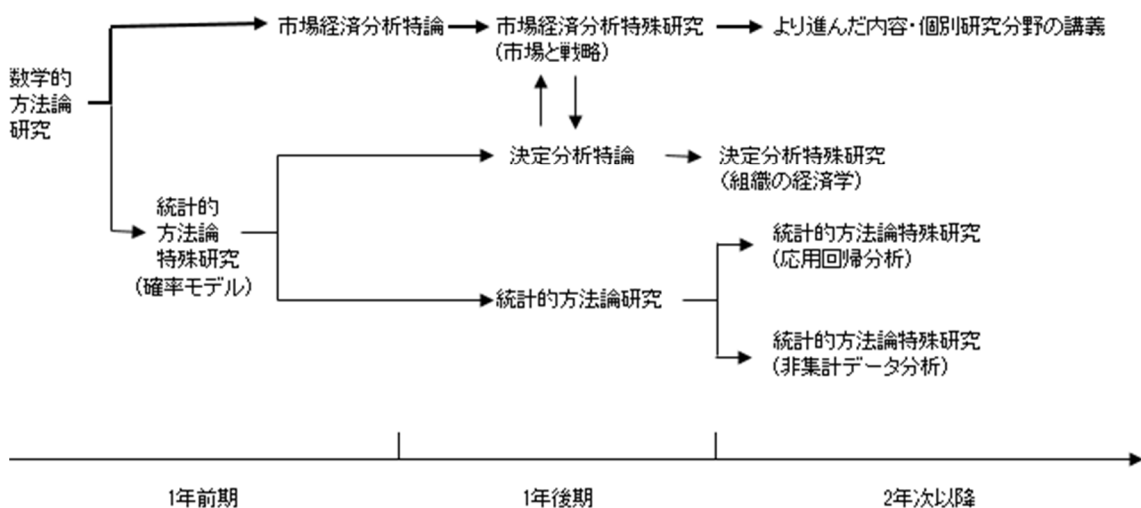 市場経済分析特論
市場経済分析特殊研究
(市場と戦略)
より進んだ内容・個別研究分野の講義
数学的
方法論
研究
決定分析特論
決定分析特殊研究
(組織の経済学)
統計的
方法論
特殊研究
(確率モデル)
統計的方法論特殊研究
(応用回帰分析)
統計的方法論研究
統計的方法論特殊研究
(非集計データ分析)
1年前期
1年後期
2年次以降